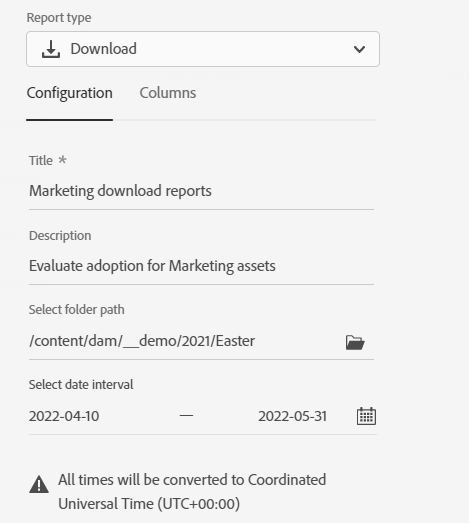 Report type
Download
Configuration Columns
Title *
Marketing download reports
Description
Evaluate adoption for Marketing assets
Select folder path
/content/dam/__demo/2021/Easter
Select date interval
2022-04-10 — 2022-05-31
All times will be converted to Coordinated
Universal Time (UTC+00:00)